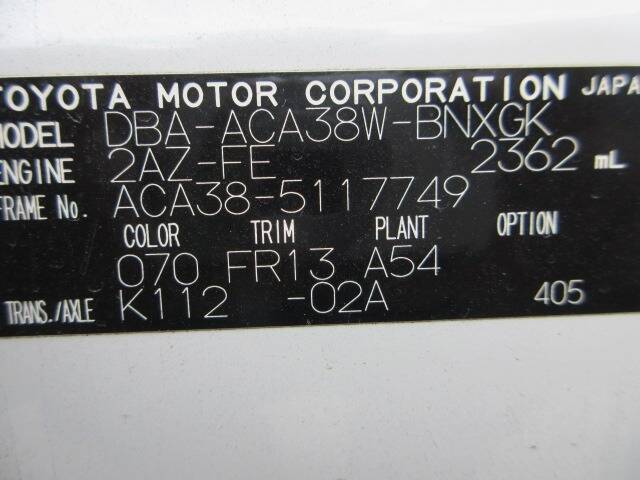 TOYOTA MOTOR CORPORATION JAPA
MODEL DBA-ACA38W-BNXGK
ENGINE 2AZ-FE 2362 mL
FRAME No. ACA38-5117749
COLOR TRIM PLANT OPTION
070 FR13 A54
TRANS./AXLE K112 -02A 405